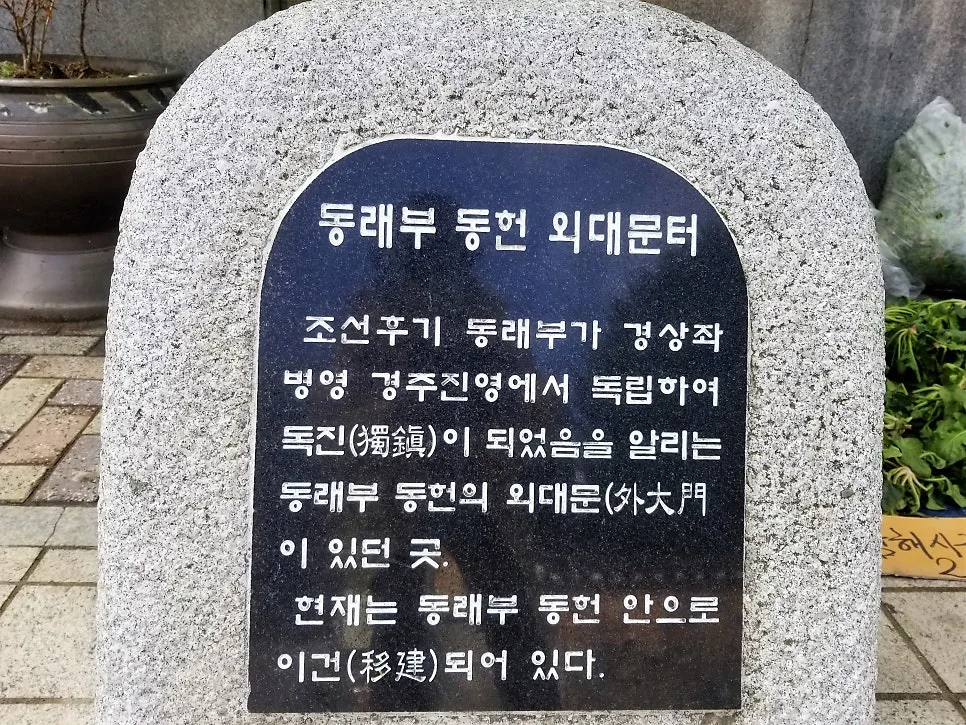 동래부 동헌 외대문터
조선후기 동래부가 경상좌
병영 경주진영에서 독립하여
독진(獨鎭)이 되었음을 알리는
동래부 동헌의 외대문(外大門
이 있던 곳.
현재는 동래부 동헌 안으로
이건(移建)되어 있다.